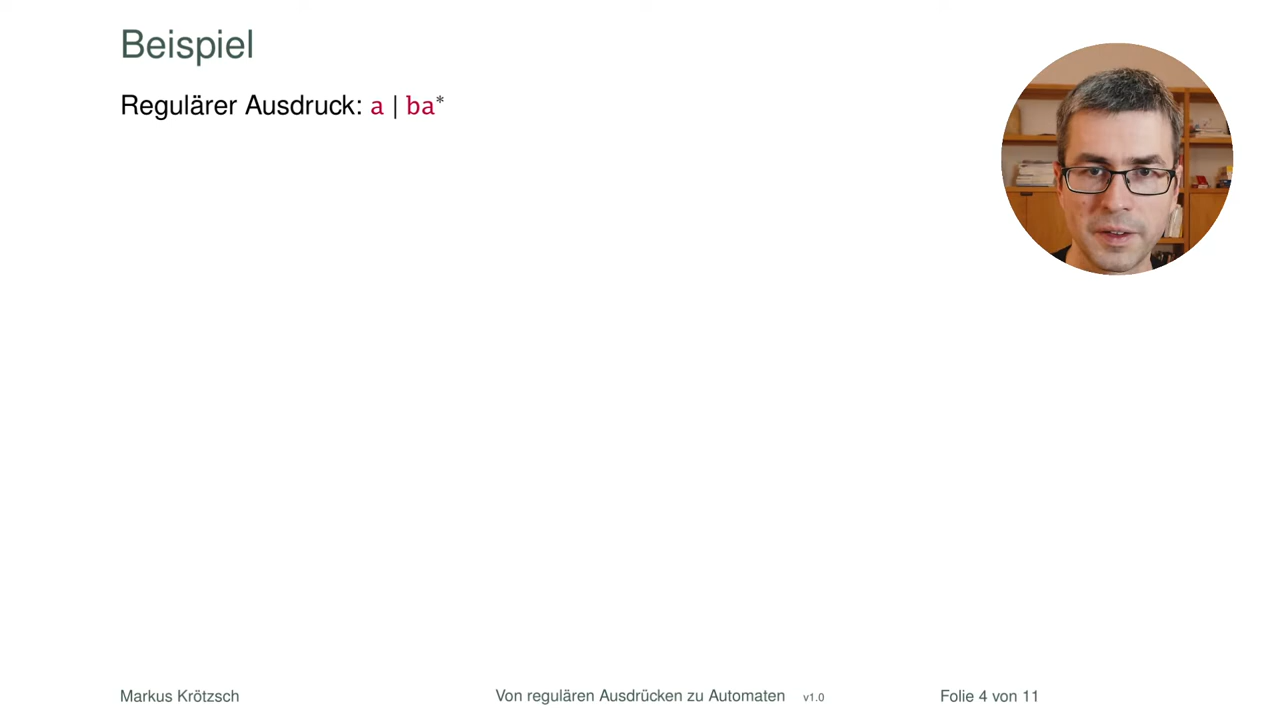 Beispiel
Regulärer Ausdruck: a | ba*
Markus Krötzsch Von regulären Ausdrücken zu Automaten v1.0 Folie 4 von 11